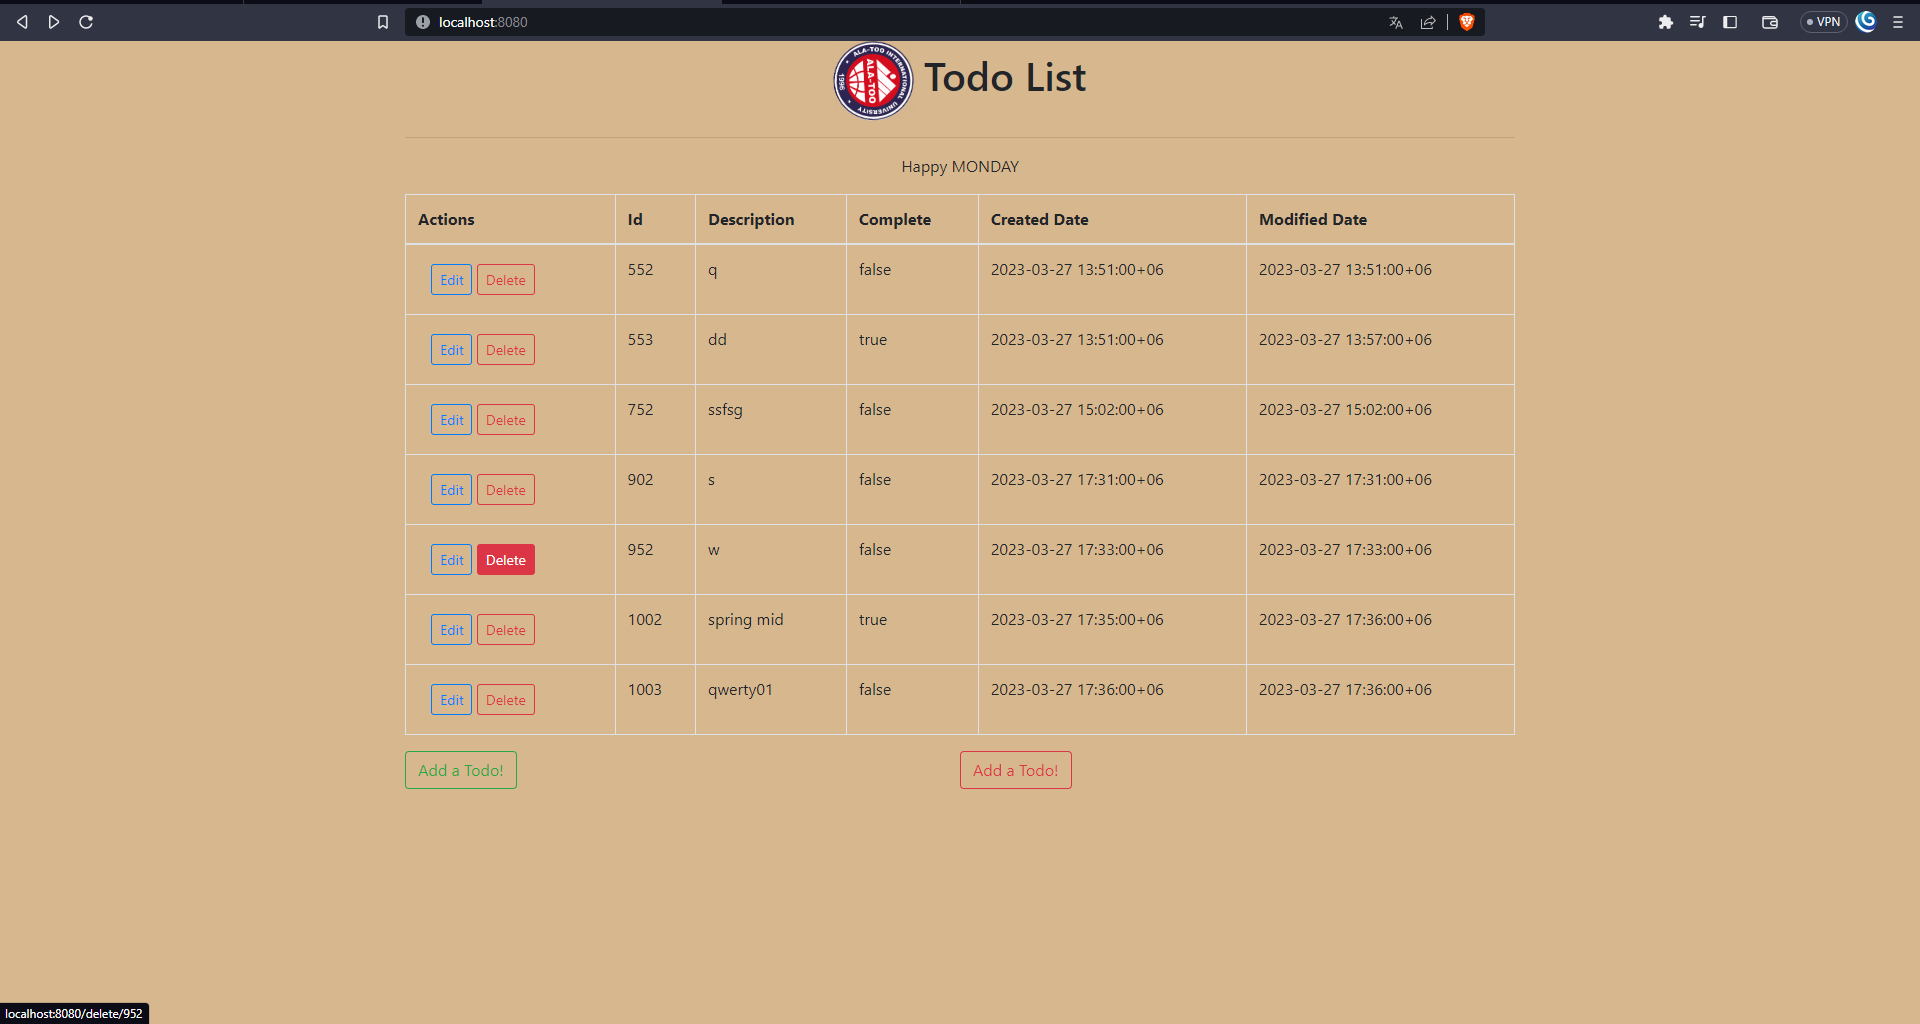 localhost:8080
VPN
ALA-TOO INTERNATIONAL UNIVERSITY
1996
ALA-TOO
Todo List
Happy MONDAY
Actions Id Description Complete Created Date Modified Date
Edit Delete 552 q false 2023-03-27 13:51:00+06 2023-03-27 13:51:00+06
Edit Delete 553 dd true 2023-03-27 13:51:00+06 2023-03-27 13:57:00+06
Edit Delete 752 ssfsg false 2023-03-27 15:02:00+06 2023-03-27 15:02:00+06
Edit Delete 902 s false 2023-03-27 17:31:00+06 2023-03-27 17:31:00+06
Edit Delete 952 w false 2023-03-27 17:33:00+06 2023-03-27 17:33:00+06
Edit Delete 1002 spring mid true 2023-03-27 17:35:00+06 2023-03-27 17:36:00+06
Edit Delete 1003 qwerty01 false 2023-03-27 17:36:00+06 2023-03-27 17:36:00+06
Add a Todo! Add a Todo!
localhost:8080/delete/952